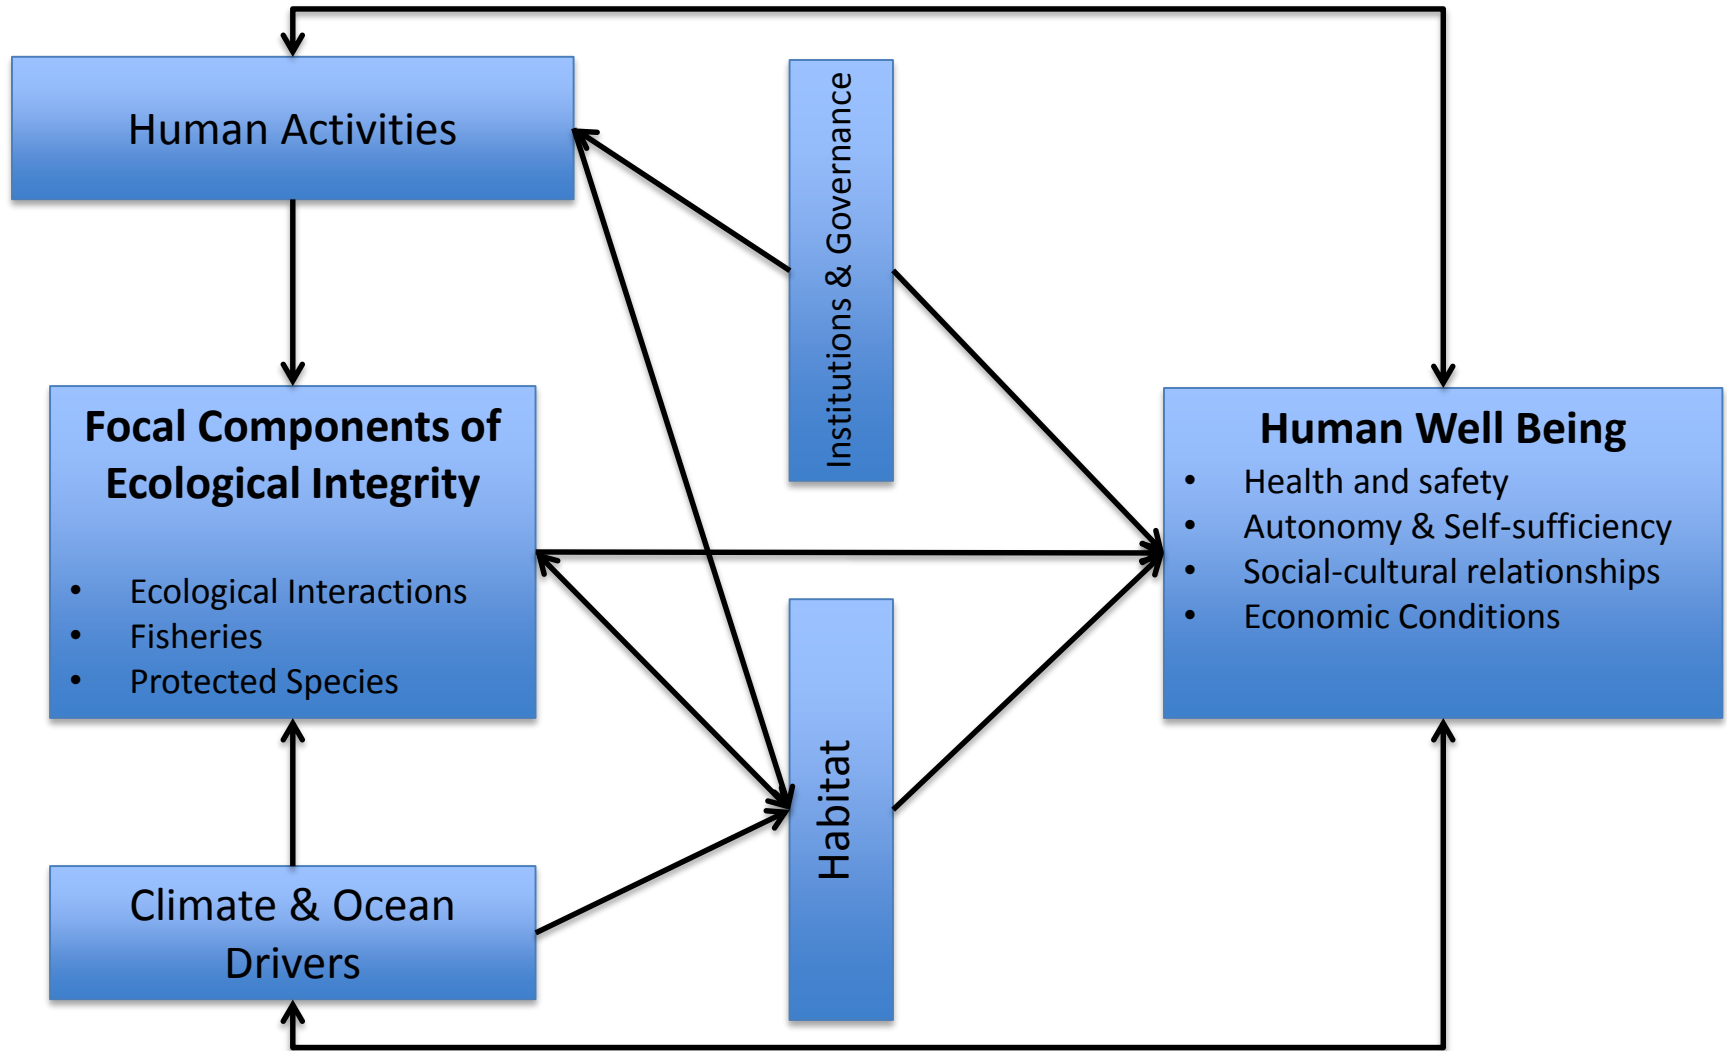 Human Activities
Institutions & Governance
Focal Components of
Ecological Integrity
• Ecological Interactions
• Fisheries
• Protected Species
Human Well Being
• Health and safety
• Autonomy & Self-sufficiency
• Social-cultural relationships
• Economic Conditions
Habitat
Climate & Ocean
Drivers